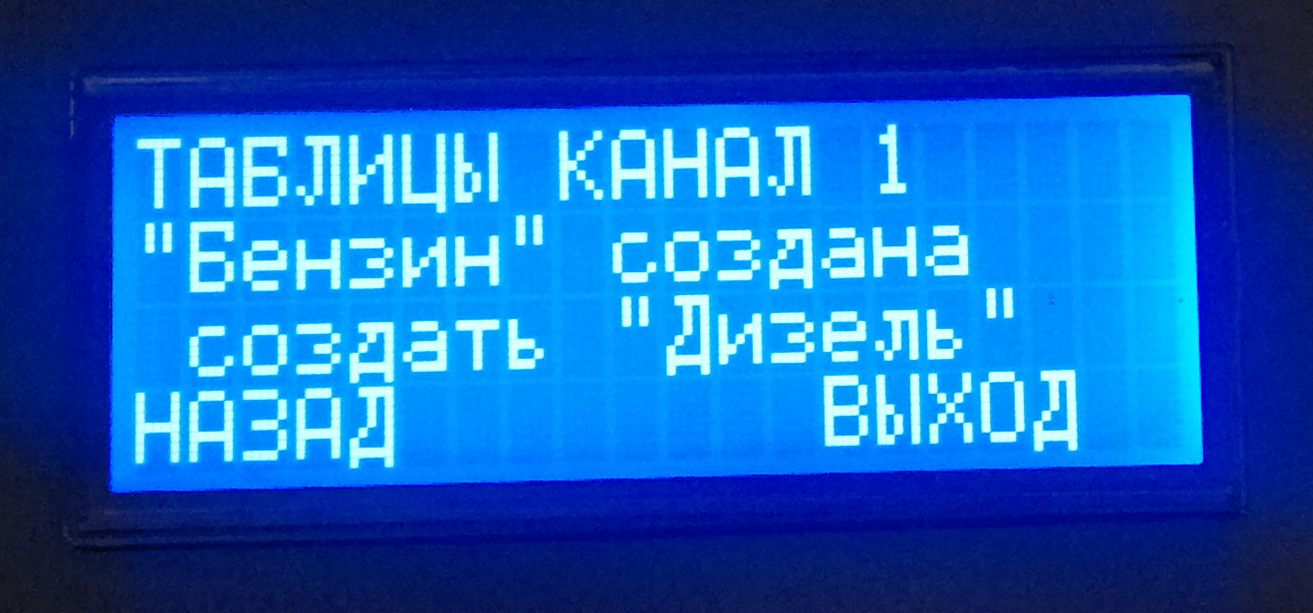 ТАБЛИЦЫ КАНАЛ 1
"Бензин" создана
создать "Дизель"
НАЗАД ВЫХОД